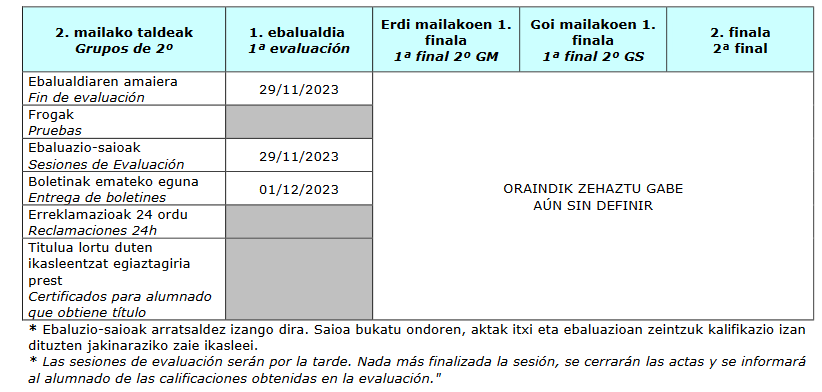 2. mailako taldeak
Grupos de 2º
1. ebalualdia
1ª evaluación
Erdi mailakoen 1.
finala
1ª final 2º GM
Goi mailakoen 1.
finala
1ª final 2º GS
2. finala
2ª final
Ebalualdiaren amaiera
Fin de evaluación
29/11/2023
Frogak
Pruebas
Ebaluazio-saioak
Sesiones de Evaluación
29/11/2023
Boletinak emateko eguna
Entrega de boletines
01/12/2023
Erreklamazioak 24 ordu
Reclamaciones 24h
Titulua lortu duten
ikasleentzat egiaztagiria
prest
Certificados para alumnado
que obtiene título
ORAINDIK ZEHAZTU GABE
AÚN SIN DEFINIR
* Ebaluzio-saioak arratsaldez izango dira. Saioa bukatu ondoren, aktak itxi eta ebaluazioan zeintzuk kalifikazio izan
dituzten jakinaraziko zaie ikaslei.
* Las sesiones de evaluación serán por la tarde. Nada más finalizada la sesión, se cerrarán las actas y se informará
al alumnado de las calificaciones obtenidas en la evaluación."